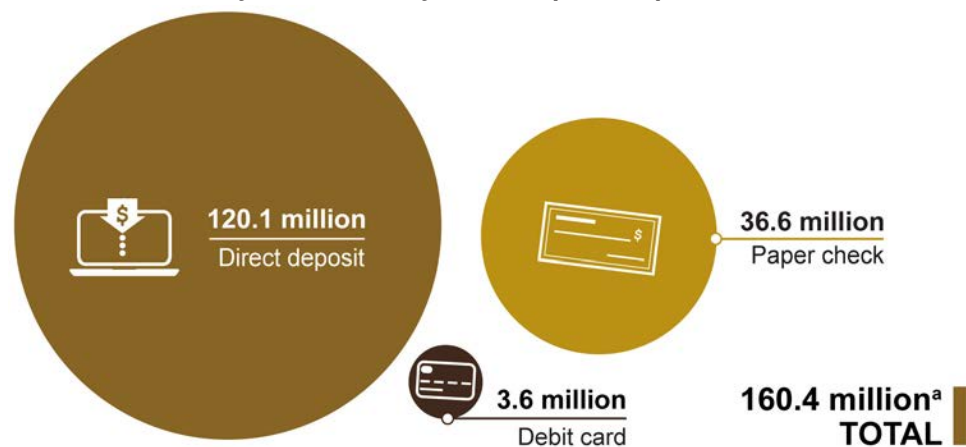 $
120.1 million
Direct deposit
$
36.6 million
Paper check
3.6 million
Debit card
160.4 millionᵃ
TOTAL